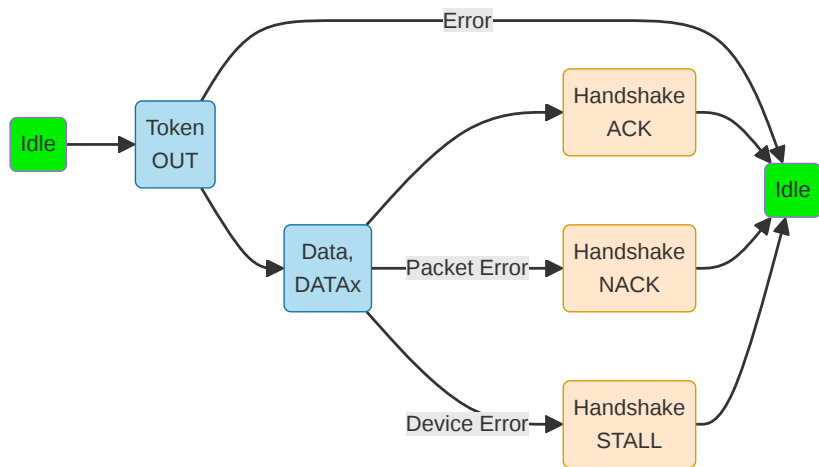 Error
Idle
Token
OUT
Handshake
ACK
Idle
Data,
DATAx
Packet Error
Handshake
NACK
Device Error
Handshake
STALL